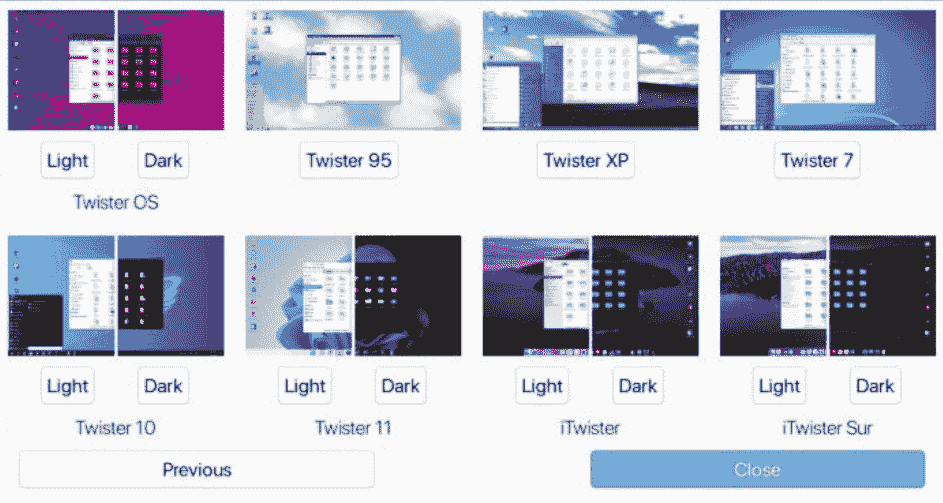 Light Dark Twister 95 Twister XP Twister 7
Twister OS
Light Dark Light Dark Light Dark Light Dark
Twister 10 Twister 11 iTwister iTwister Sur
Previous Close